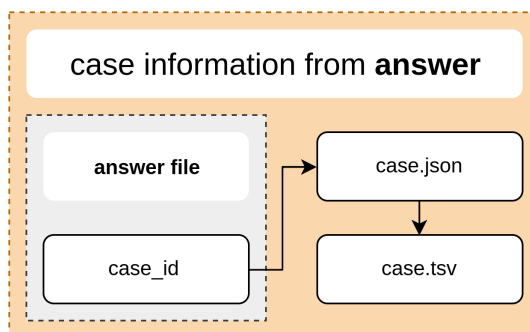 case information from answer
answer file
case.json
case_id
case.tsv